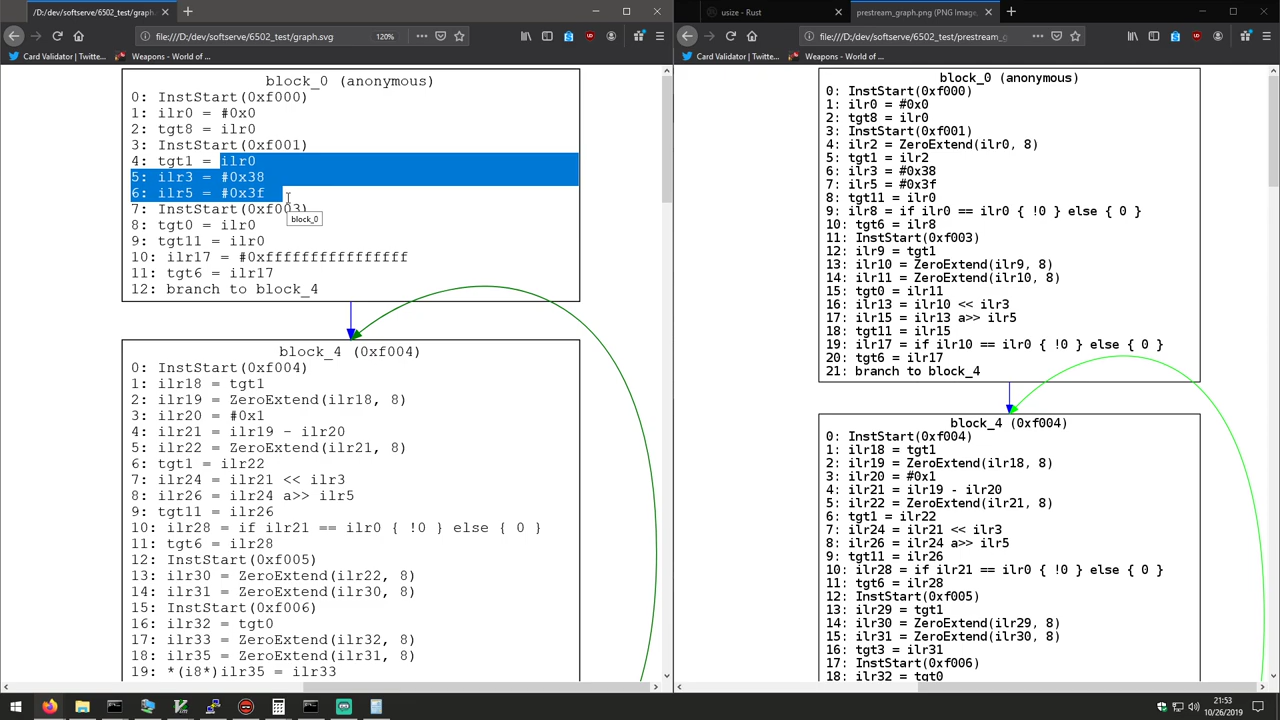 /D:/dev/softserve/6502_test/graph.
file:///D:/dev/softserve/6502_test/graph.svg
120%
Card Validator | Twitte...
Weapons - World of ...
block_0 (anonymous)
0: InstStart(0xf000)
1: ilr0 = #0x0
2: tgt8 = ilr0
3: InstStart(0xf001)
4: tgt1 = ilr0
5: ilr3 = #0x38
6: ilr5 = #0x3f
7: InstStart(0xf003)
block_0
8: tgt0 = ilr0
9: tgt11 = ilr0
10: ilr17 = #0xffffffffffffffff
11: tgt6 = ilr17
12: branch to block_4
block_4 (0xf004)
0: InstStart(0xf004)
1: ilr18 = tgt1
2: ilr19 = ZeroExtend(ilr18, 8)
3: ilr20 = #0x1
4: ilr21 = ilr19 - ilr20
5: ilr22 = ZeroExtend(ilr21, 8)
6: tgt1 = ilr22
7: ilr24 = ilr21 << ilr3
8: ilr26 = ilr24 a>> ilr5
9: tgt11 = ilr26
10: ilr28 = if ilr21 == ilr0 { !0 } else { 0 }
11: tgt6 = ilr28
12: InstStart(0xf005)
13: ilr30 = ZeroExtend(ilr22, 8)
14: ilr31 = ZeroExtend(ilr30, 8)
15: InstStart(0xf006)
16: ilr32 = tgt0
17: ilr33 = ZeroExtend(ilr32, 8)
18: ilr35 = ZeroExtend(ilr31, 8)
19: *(i8*)ilr35 = ilr33
usize - Rust
prestream_graph.png (PNG Image,
file:///D:/dev/softserve/6502_test/prestream_g
Card Validator | Twitte...
Weapons - World of ...
block_0 (anonymous)
0: InstStart(0xf000)
1: ilr0 = #0x0
2: tgt8 = ilr0
3: InstStart(0xf001)
4: ilr2 = ZeroExtend(ilr0, 8)
5: tgt1 = ilr2
6: ilr3 = #0x38
7: ilr5 = #0x3f
8: tgt11 = ilr0
9: ilr8 = if ilr0 == ilr0 { !0 } else { 0 }
10: tgt6 = ilr8
11: InstStart(0xf003)
12: ilr9 = tgt1
13: ilr10 = ZeroExtend(ilr9, 8)
14: ilr11 = ZeroExtend(ilr10, 8)
15: tgt0 = ilr11
16: ilr13 = ilr10 << ilr3
17: ilr15 = ilr13 a>> ilr5
18: tgt11 = ilr15
19: ilr17 = if ilr10 == ilr0 { !0 } else { 0 }
20: tgt6 = ilr17
21: branch to block_4
block_4 (0xf004)
0: InstStart(0xf004)
1: ilr18 = tgt1
2: ilr19 = ZeroExtend(ilr18, 8)
3: ilr20 = #0x1
4: ilr21 = ilr19 - ilr20
5: ilr22 = ZeroExtend(ilr21, 8)
6: tgt1 = ilr22
7: ilr24 = ilr21 << ilr3
8: ilr26 = ilr24 a>> ilr5
9: tgt11 = ilr26
10: ilr28 = if ilr21 == ilr0 { !0 } else { 0 }
11: tgt6 = ilr28
12: InstStart(0xf005)
13: ilr29 = tgt1
14: ilr30 = ZeroExtend(ilr29, 8)
15: ilr31 = ZeroExtend(ilr30, 8)
16: tgt3 = ilr31
17: InstStart(0xf006)
18: ilr32 = tgt0
21:53
10/26/2019